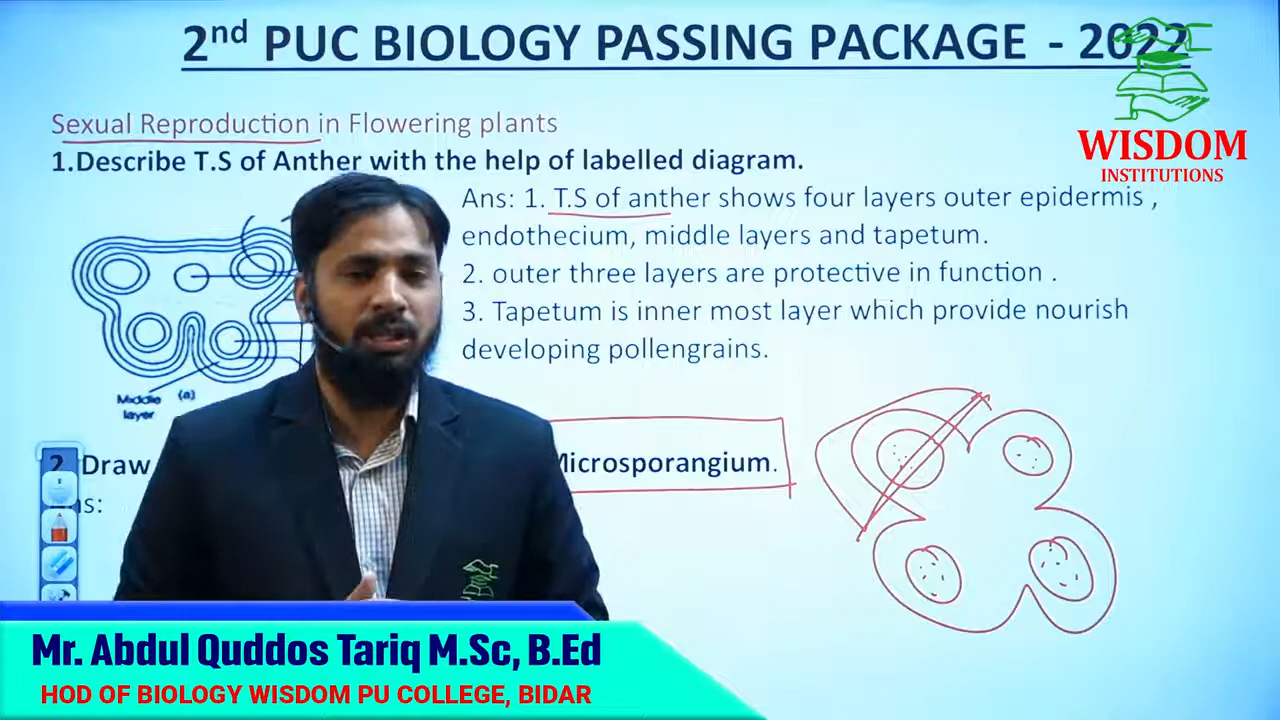 2nd PUC BIOLOGY PASSING PACKAGE - 2022
WISDOM
INSTITUTIONS
Sexual Reproduction in Flowering plants
1.Describe T.S of Anther with the help of labelled diagram.
Ans: 1. T.S of anther shows four layers outer epidermis ,
endothecium, middle layers and tapetum.
2. outer three layers are protective in function .
3. Tapetum is inner most layer which provide nourish
developing pollengrains.
Middle (a)
layer
2 Draw Microsporangium.
Mr. Abdul Quddos Tariq M.Sc, B.Ed
HOD OF BIOLOGY WISDOM PU COLLEGE, BIDAR